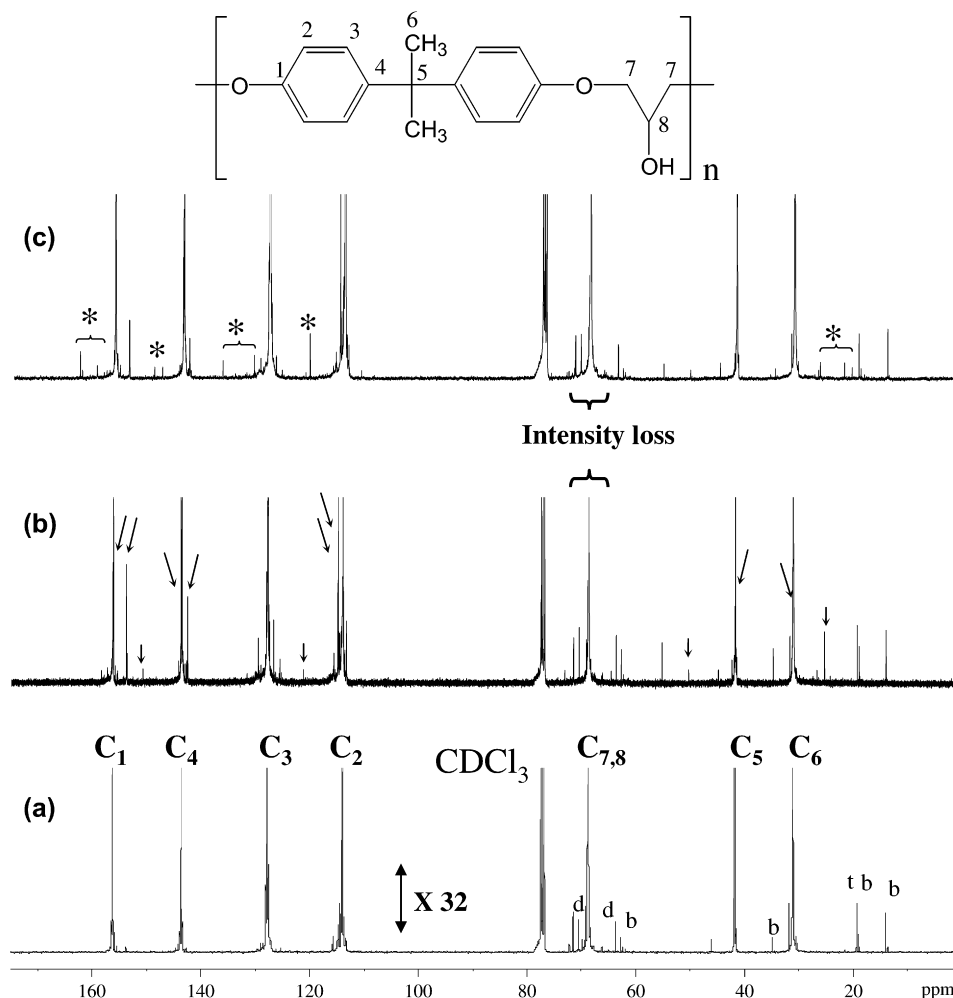 2 3 6
CH3
1 4 5 7 7
O O
CH3 8
OH
n
(c)
* * * *
*
Intensity loss
(b)
C1 C4 C3 C2 CDCl3 C7,8 C5 C6
(a)
X 32
d d b b t b b
160 140 120 100 80 60 40 20 ppm